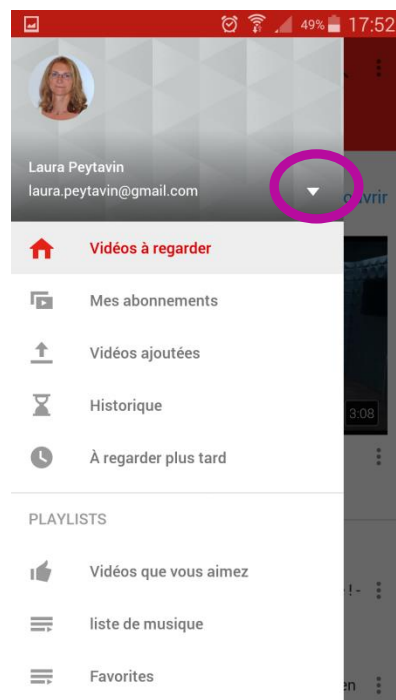 49% 17:52
Laura Peytavin
laura.peytavin@gmail.com
Vidéos à regarder
Mes abonnements
Vidéos ajoutées
Historique
3:08
À regarder plus tard
PLAYLISTS
Vidéos que vous aimez
! -
liste de musique
Favorites
en